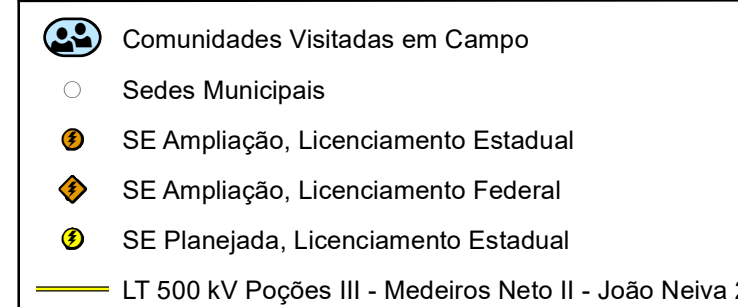 Comunidades Visitadas em Campo
Sedes Municipais
SE Ampliação, Licenciamento Estadual
SE Ampliação, Licenciamento Federal
SE Planejada, Licenciamento Estadual
LT 500 kV Poções III - Medeiros Neto II - João Neiva 2